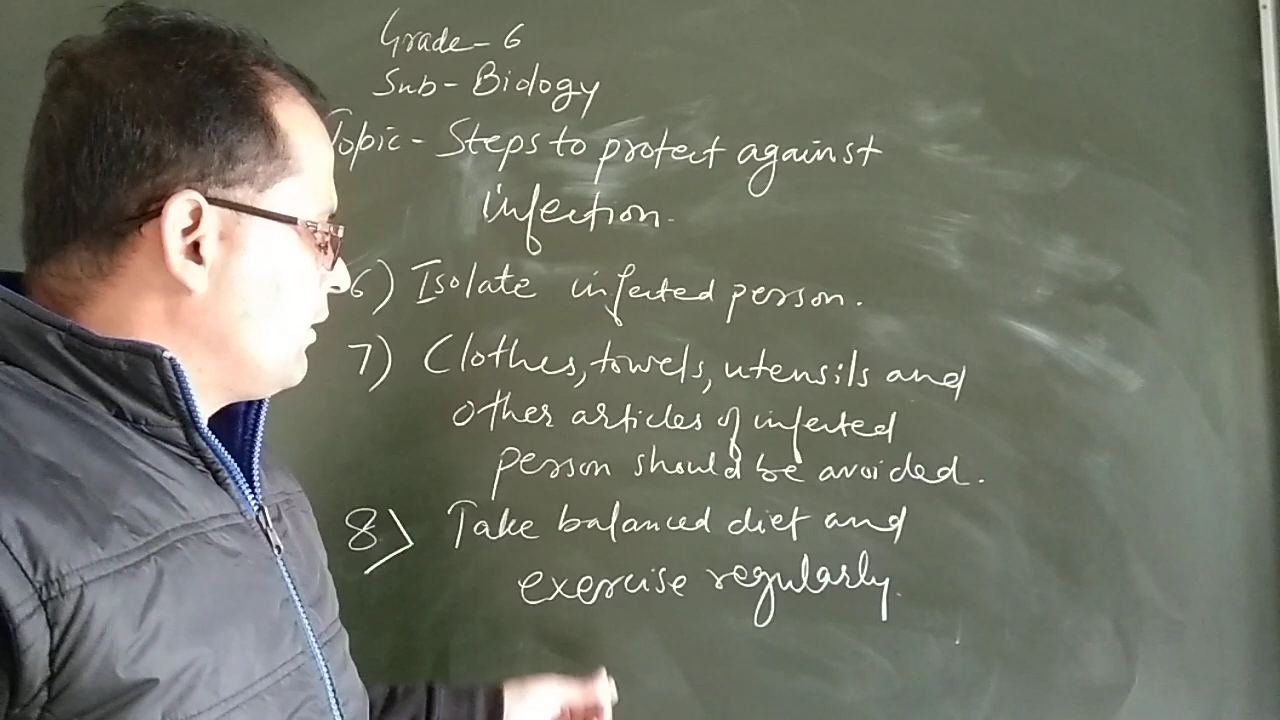 Grade - 6
Sub - Biology
Topic - Steps to protect against
infection.
6) Isolate infected person.
7) Clothes, towels, utensils and
other articles of infected
person should be avoided.
8) Take balanced diet and
exercise regularly.